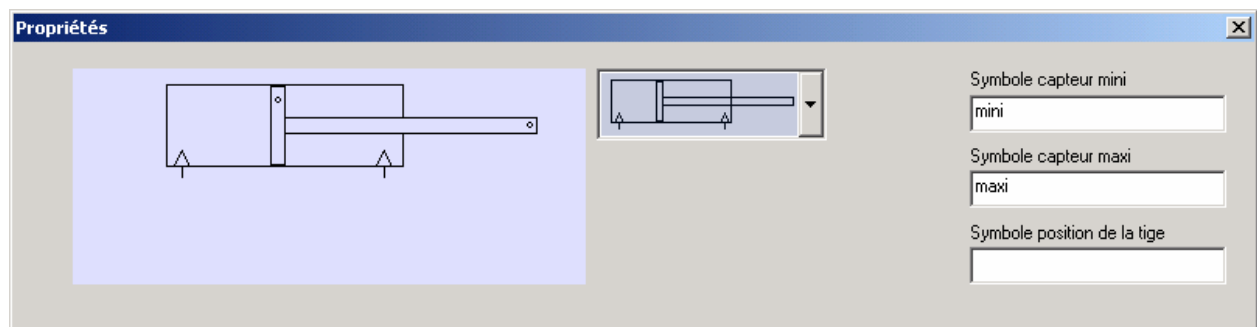 Propriétés
Symbole capteur mini
mini
Symbole capteur maxi
maxi
Symbole position de la tige